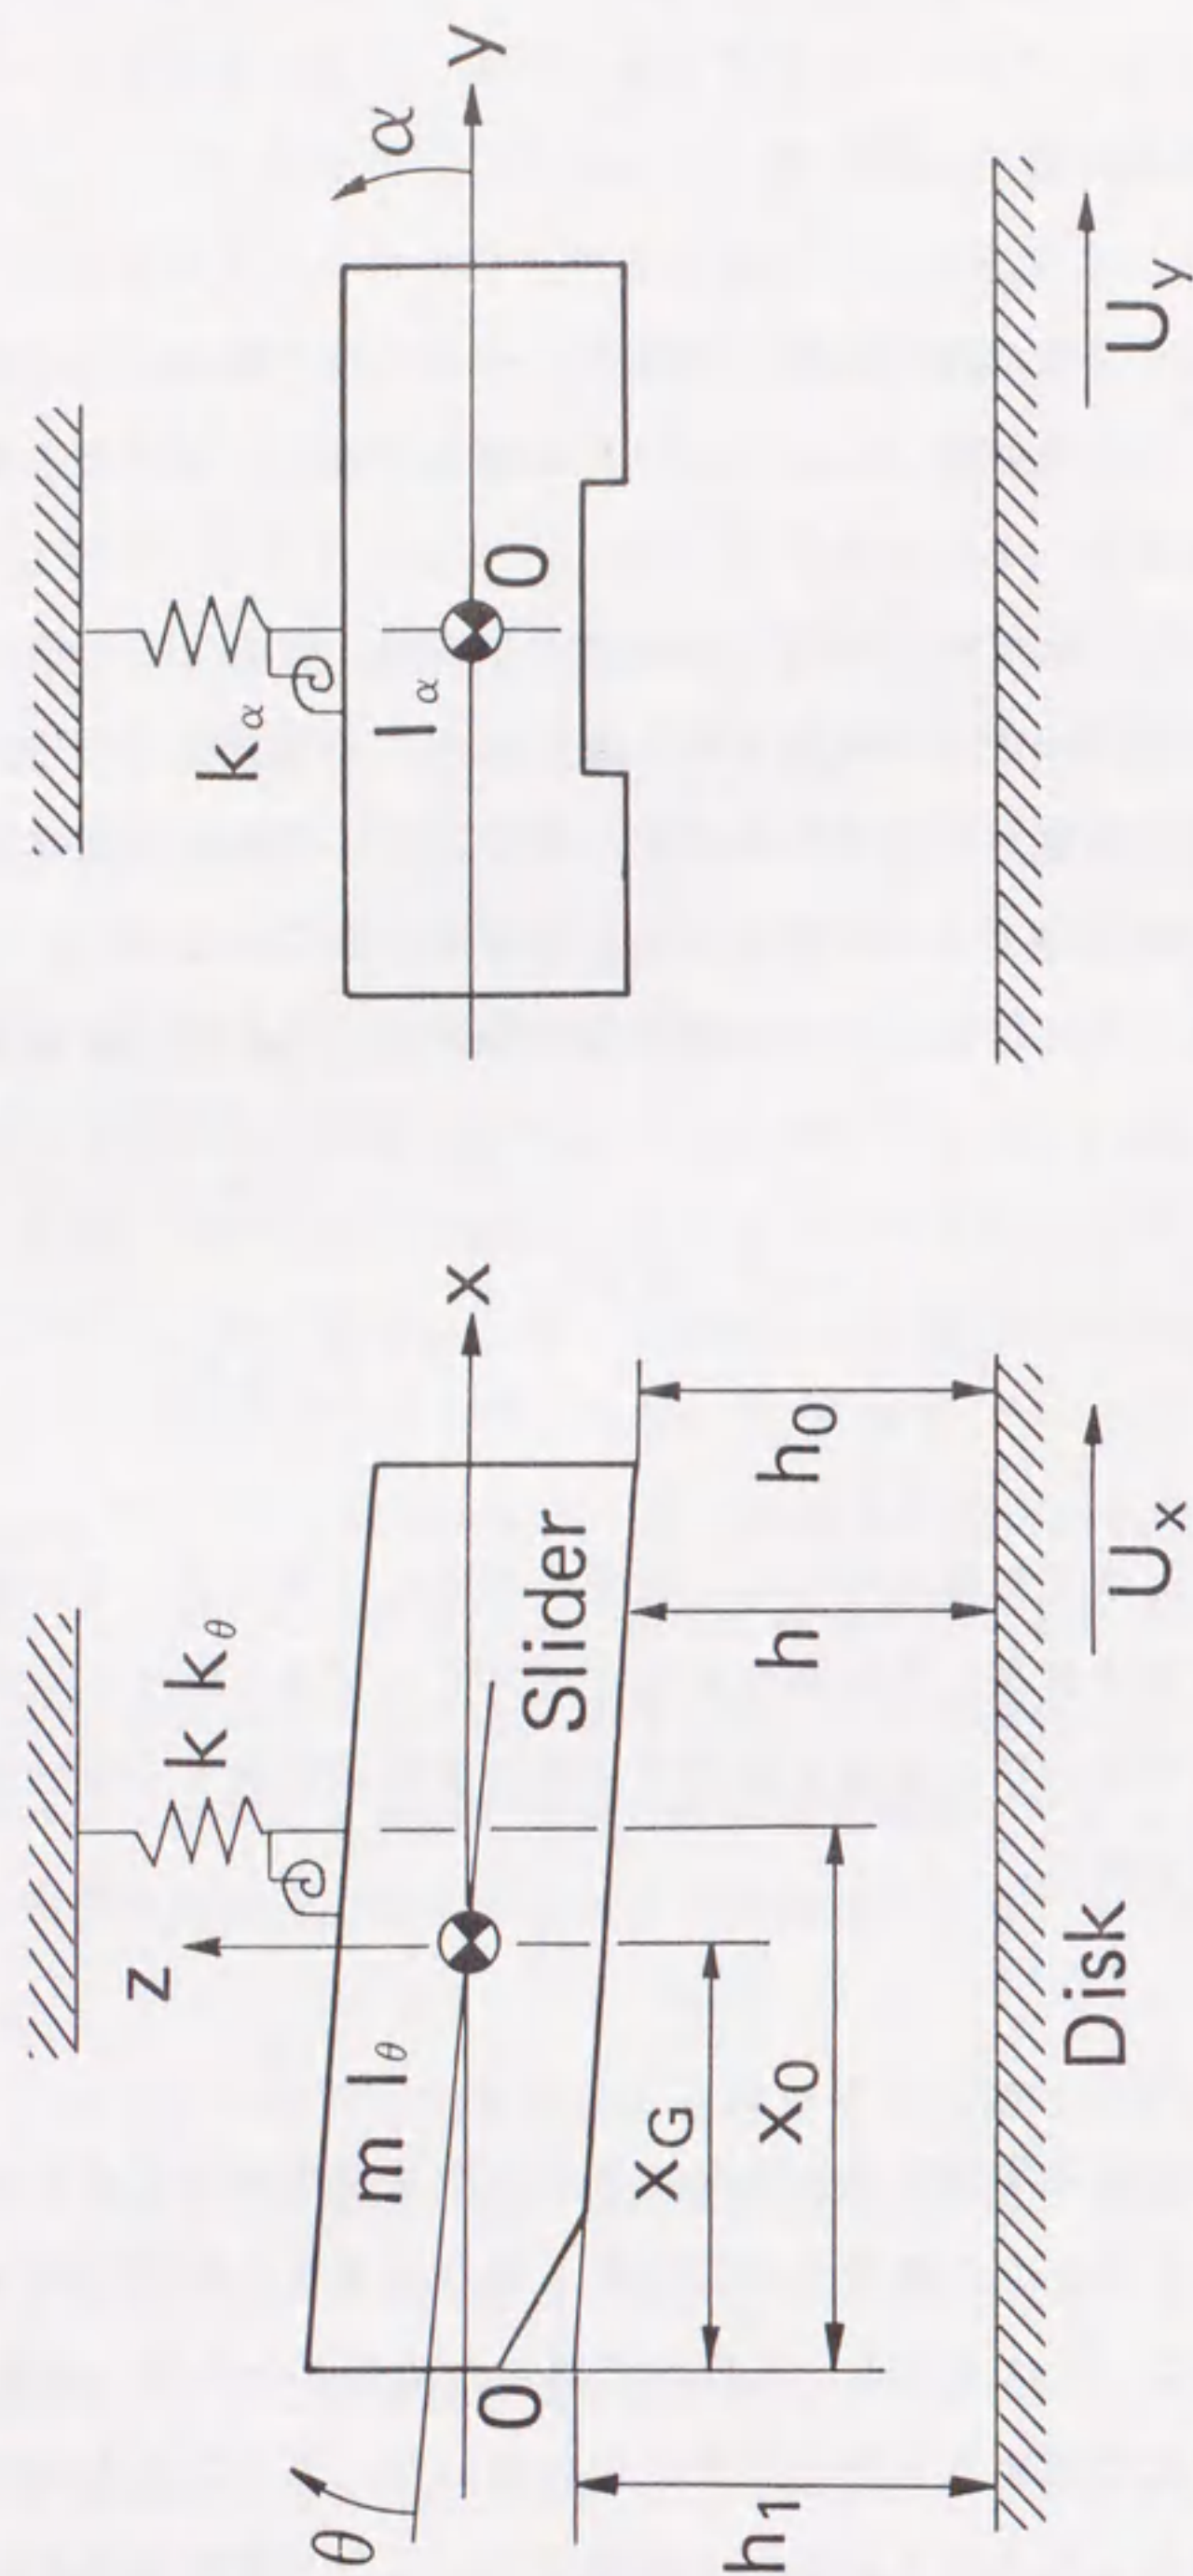 z
k kθ
m Iθ
θ
0
x
Slider
xG
x0
h1
h
h0
Disk
Ux
kα
Iα
0
α
y
Uy